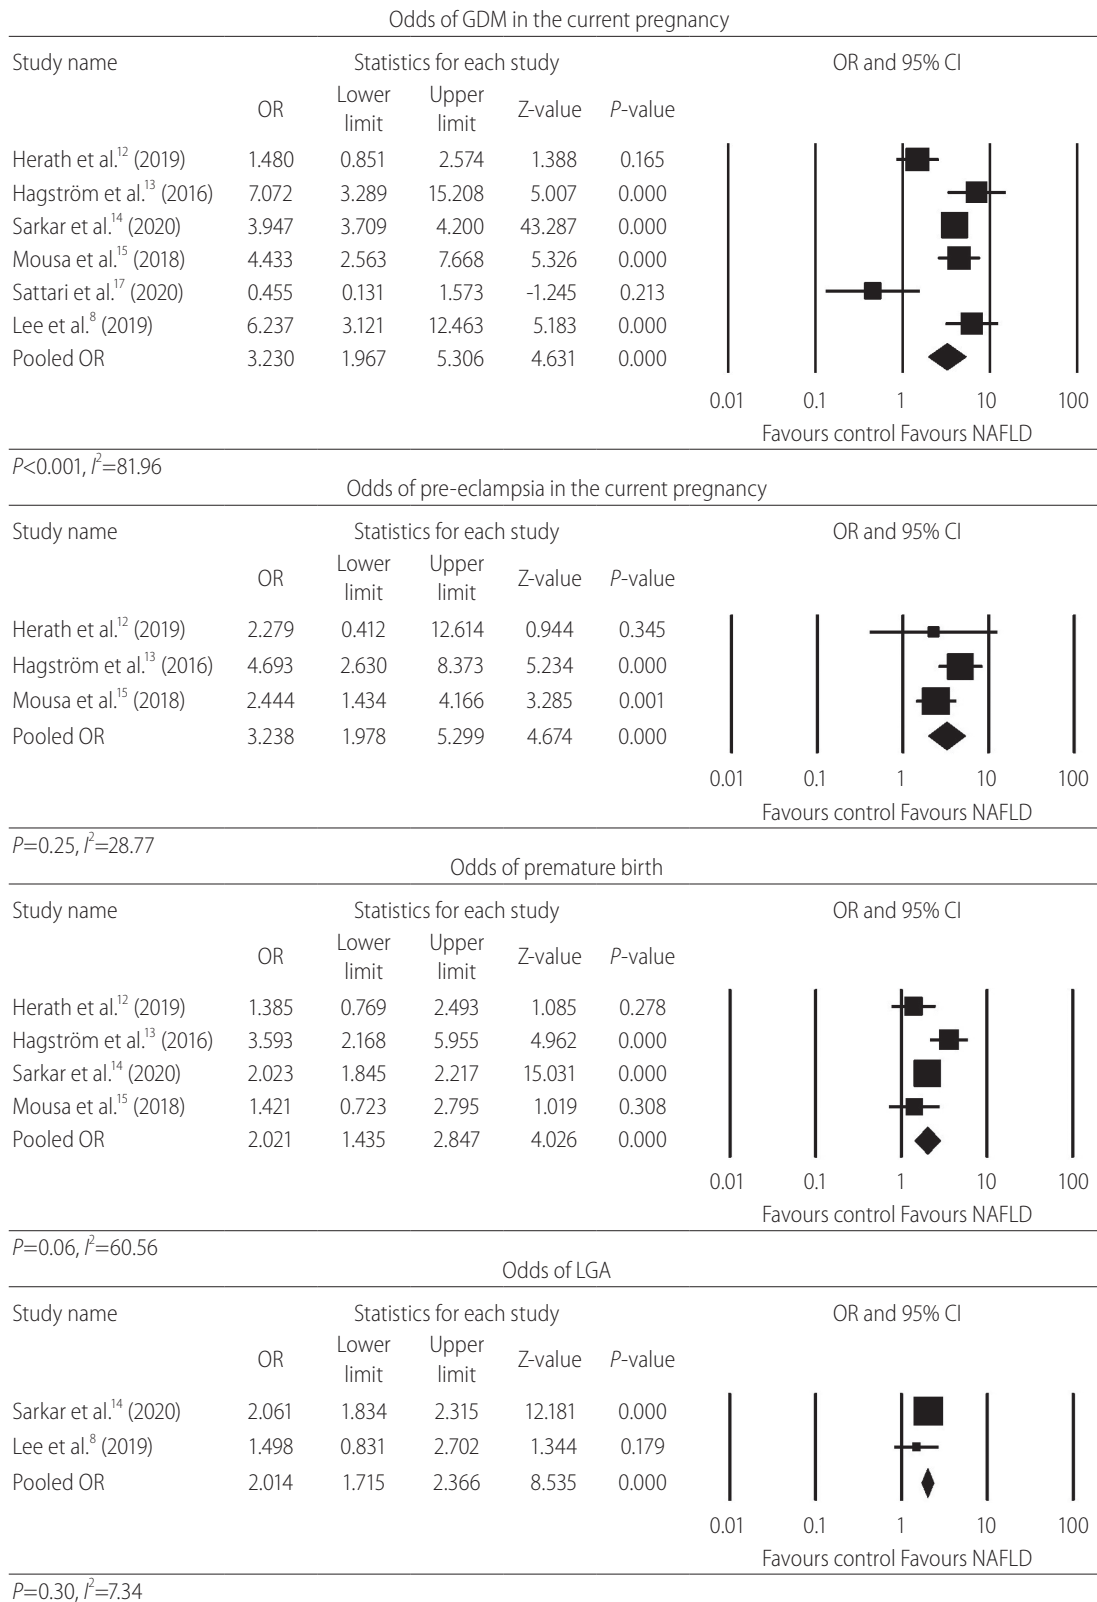 Odds of GDM in the current pregnancy
Study name Statistics for each study OR and 95% CI
OR Lower limit Upper limit Z-value P-value
Herath et al.12 (2019) 1.480 0.851 2.574 1.388 0.165
Hagström et al.13 (2016) 7.072 3.289 15.208 5.007 0.000
Sarkar et al.14 (2020) 3.947 3.709 4.200 43.287 0.000
Mousa et al.15 (2018) 4.433 2.563 7.668 5.326 0.000
Sattari et al.17 (2020) 0.455 0.131 1.573 -1.245 0.213
Lee et al.8 (2019) 6.237 3.121 12.463 5.183 0.000
Pooled OR 3.230 1.967 5.306 4.631 0.000
0.01 0.1 1 10 100
Favours control Favours NAFLD
P<0.001, I2=81.96
Odds of pre-eclampsia in the current pregnancy
Study name Statistics for each study OR and 95% CI
OR Lower limit Upper limit Z-value P-value
Herath et al.12 (2019) 2.279 0.412 12.614 0.944 0.345
Hagström et al.13 (2016) 4.693 2.630 8.373 5.234 0.000
Mousa et al.15 (2018) 2.444 1.434 4.166 3.285 0.001
Pooled OR 3.238 1.978 5.299 4.674 0.000
0.01 0.1 1 10 100
Favours control Favours NAFLD
P=0.25, I2=28.77
Odds of premature birth
Study name Statistics for each study OR and 95% CI
OR Lower limit Upper limit Z-value P-value
Herath et al.12 (2019) 1.385 0.769 2.493 1.085 0.278
Hagström et al.13 (2016) 3.593 2.168 5.955 4.962 0.000
Sarkar et al.14 (2020) 2.023 1.845 2.217 15.031 0.000
Mousa et al.15 (2018) 1.421 0.723 2.795 1.019 0.308
Pooled OR 2.021 1.435 2.847 4.026 0.000
0.01 0.1 1 10 100
Favours control Favours NAFLD
P=0.06, I2=60.56
Odds of LGA
Study name Statistics for each study OR and 95% CI
OR Lower limit Upper limit Z-value P-value
Sarkar et al.14 (2020) 2.061 1.834 2.315 12.181 0.000
Lee et al.8 (2019) 1.498 0.831 2.702 1.344 0.179
Pooled OR 2.014 1.715 2.366 8.535 0.000
0.01 0.1 1 10 100
Favours control Favours NAFLD
P=0.30, I2=7.34